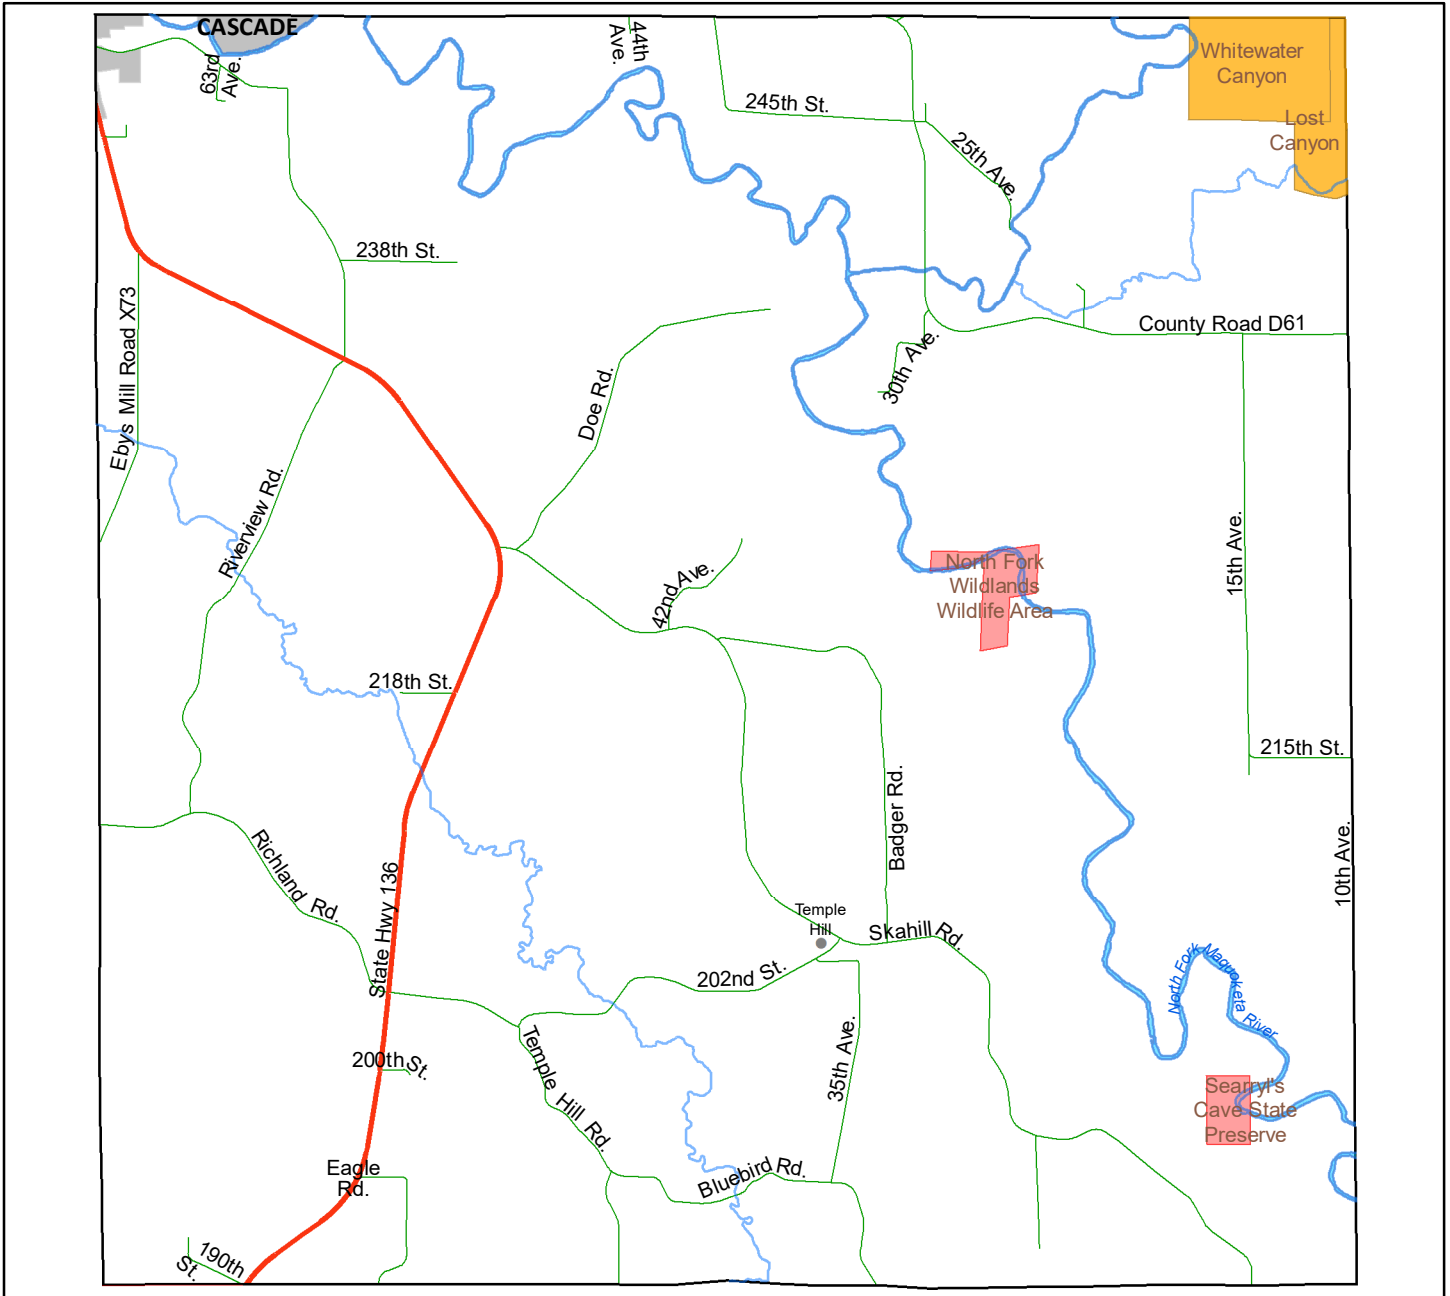 CASCADE
63rd
Ave.
44th
Ave.
245th St.
25th Ave.
Whitewater
Canyon
Lost
Canyon
238th St.
Ebys Mill Road X73
County Road D61
30th Ave.
Doe Rd.
Riverview Rd.
15th Ave.
North Fork
Wildlands
Wildlife Area
42nd Ave.
218th St.
215th St.
Badger Rd.
10th Ave.
Richland Rd.
State Hwy 136
Temple
Hill
Skahill Rd.
202nd St.
North Fork Maquoketa River
35th Ave.
Temple Hill Rd.
200th St.
Searryl's
Cave State
Preserve
Eagle
Rd.
Bluebird Rd.
190th
St.